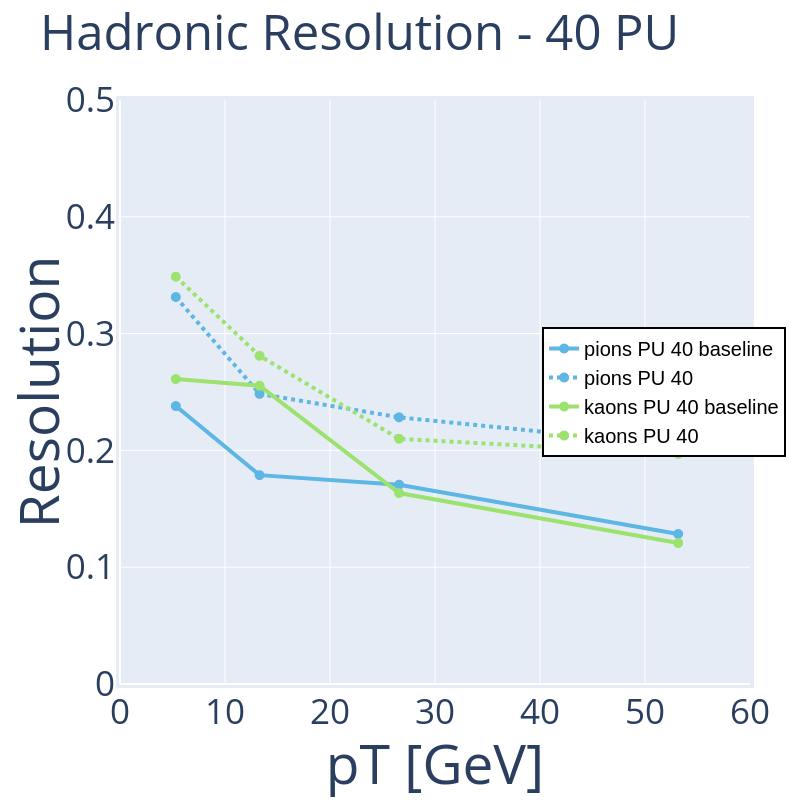 Hadronic Resolution - 40 PU
0.5
0.4
0.3
0.2
0.1
0
Resolution
pions PU 40 baseline
pions PU 40
kaons PU 40 baseline
kaons PU 40
0 10 20 30 40 50 60
pT [GeV]